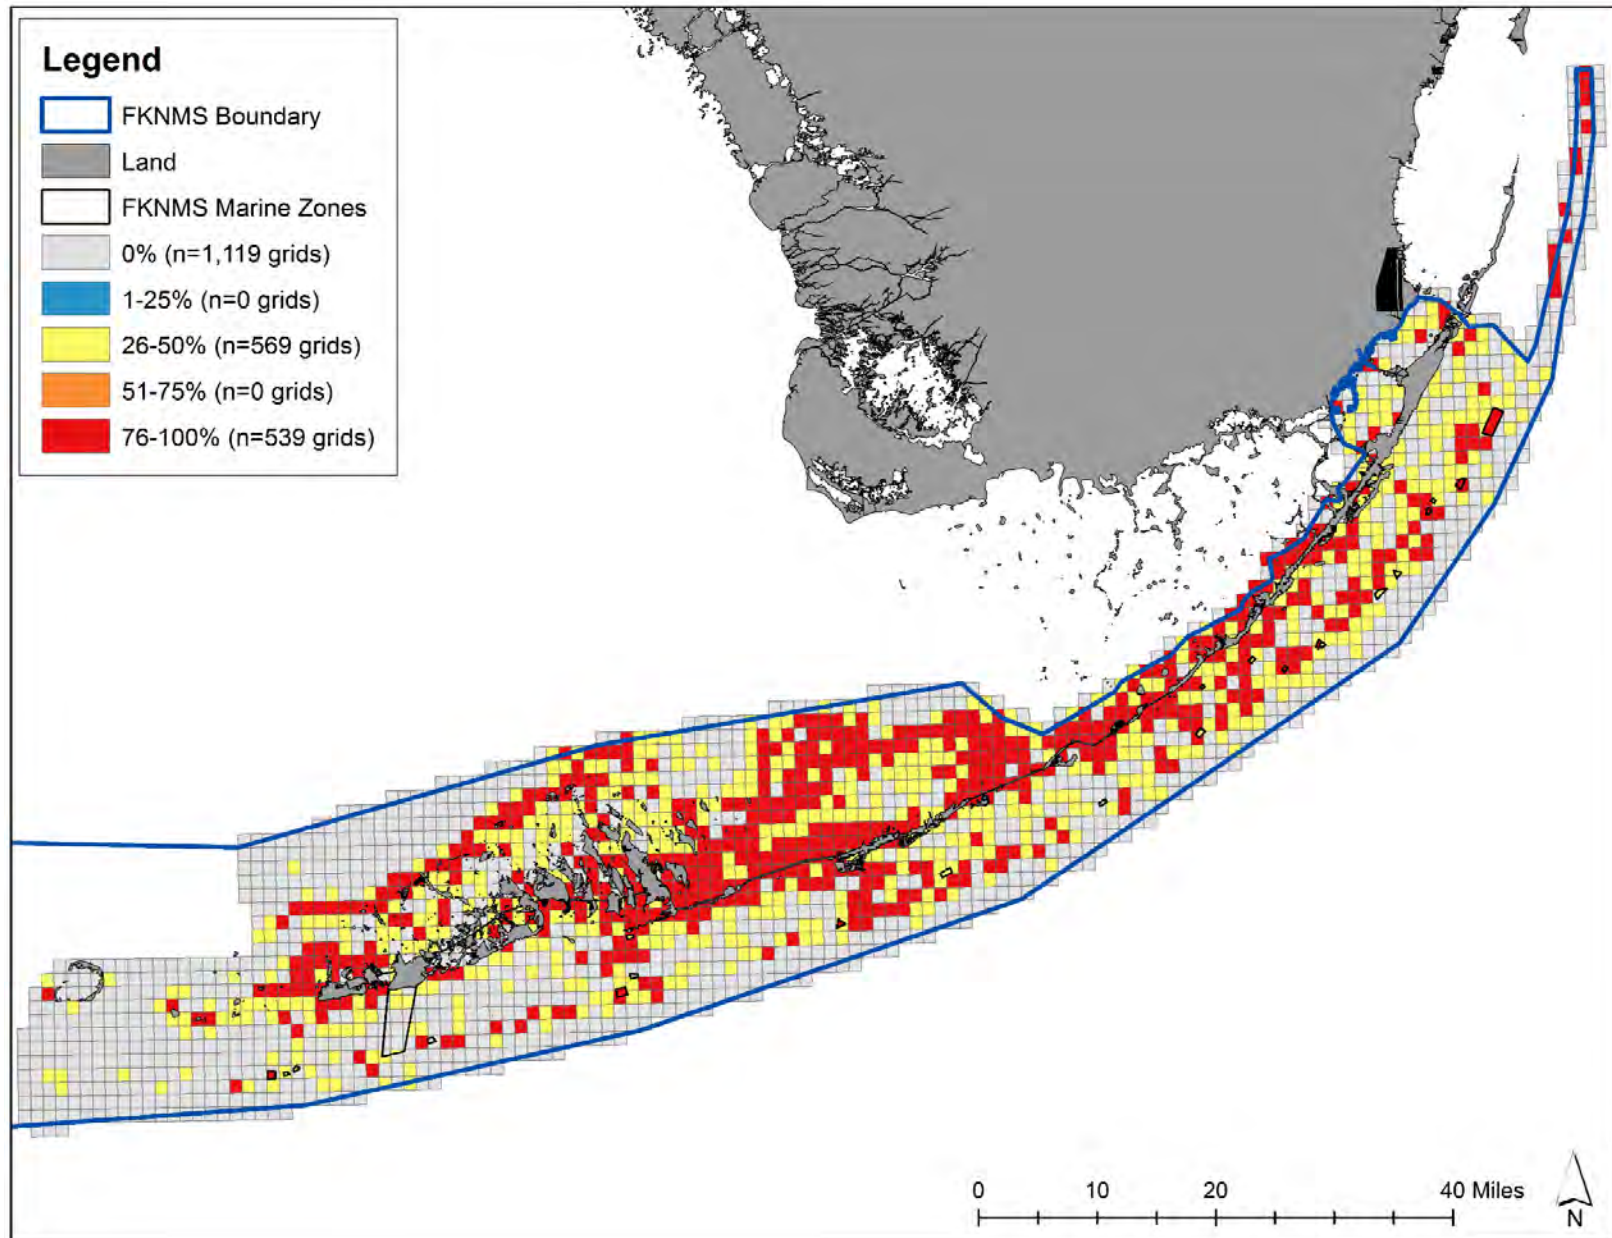 Legend
FKNMS Boundary
Land
FKNMS Marine Zones
0% (n=1,119 grids)
1-25% (n=0 grids)
26-50% (n=569 grids)
51-75% (n=0 grids)
76-100% (n=539 grids)
0 10 20 40 Miles
N